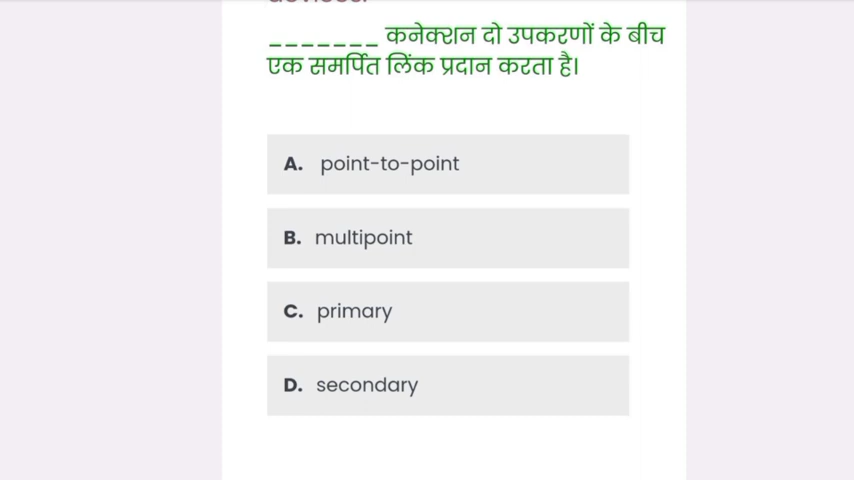 _______ कनेक्शन दो उपकरणों के बीच
एक समर्पित लिंक प्रदान करता है।
A. point-to-point
B. multipoint
C. primary
D. secondary